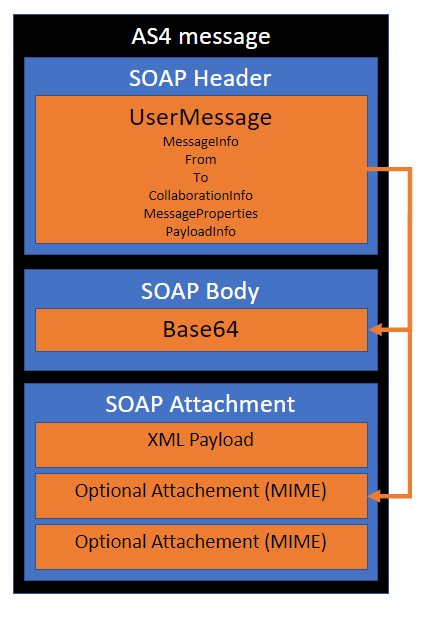 AS4 message
SOAP Header
UserMessage
MessageInfo
From
To
CollaborationInfo
MessageProperties
PayloadInfo
SOAP Body
Base64
SOAP Attachment
XML Payload
Optional Attachement (MIME)
Optional Attachement (MIME)